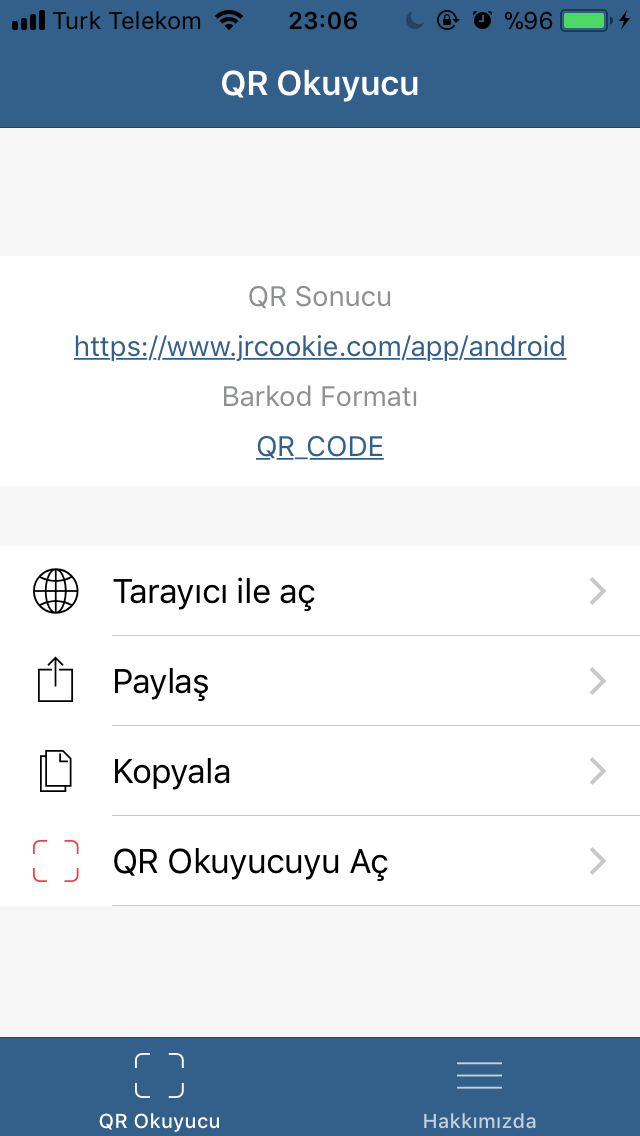 Turk Telekom 23:06 %96
QR Okuyucu
QR Sonucu
https://www.jrcookie.com/app/android
Barkod Formatı
QR_CODE
Tarayıcı ile aç
Paylaş
Kopyala
QR Okuyucuyu Aç
QR Okuyucu Hakkımızda